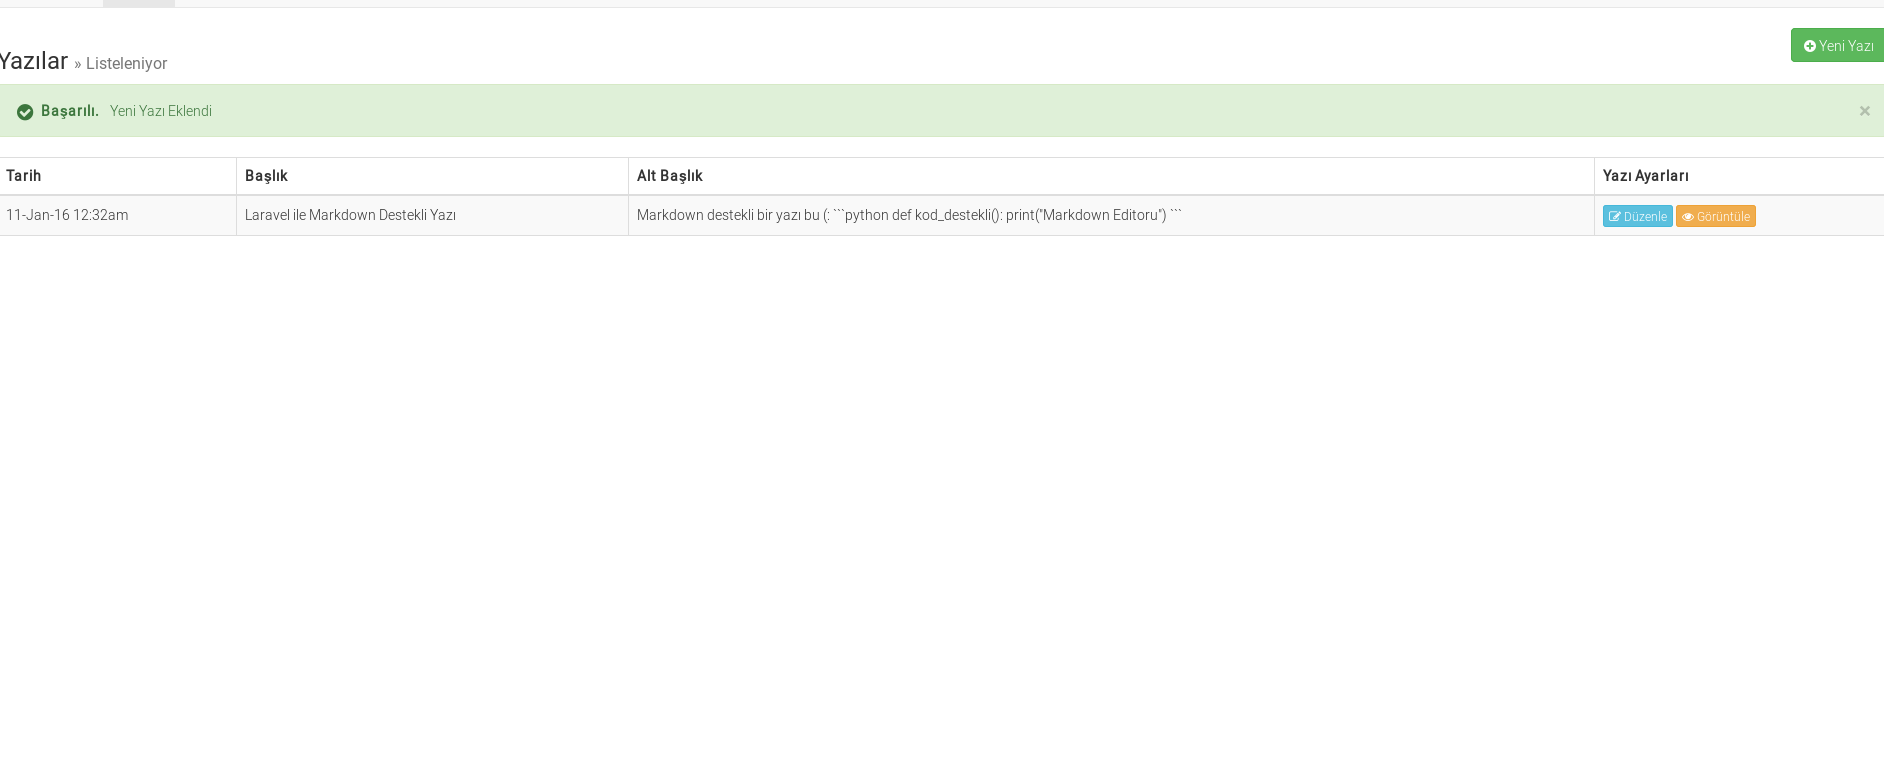 Yeni Yazı
Yazılar » Listeleniyor
Başarılı. Yeni Yazı Eklendi ×
Tarih Başlık Alt Başlık Yazı Ayarları
11-Jan-16 12:32am Laravel ile Markdown Destekli Yazı Markdown destekli bir yazı bu (: ```python def kod_destekli(): print("Markdown Editoru") ``` Düzenle Görüntüle